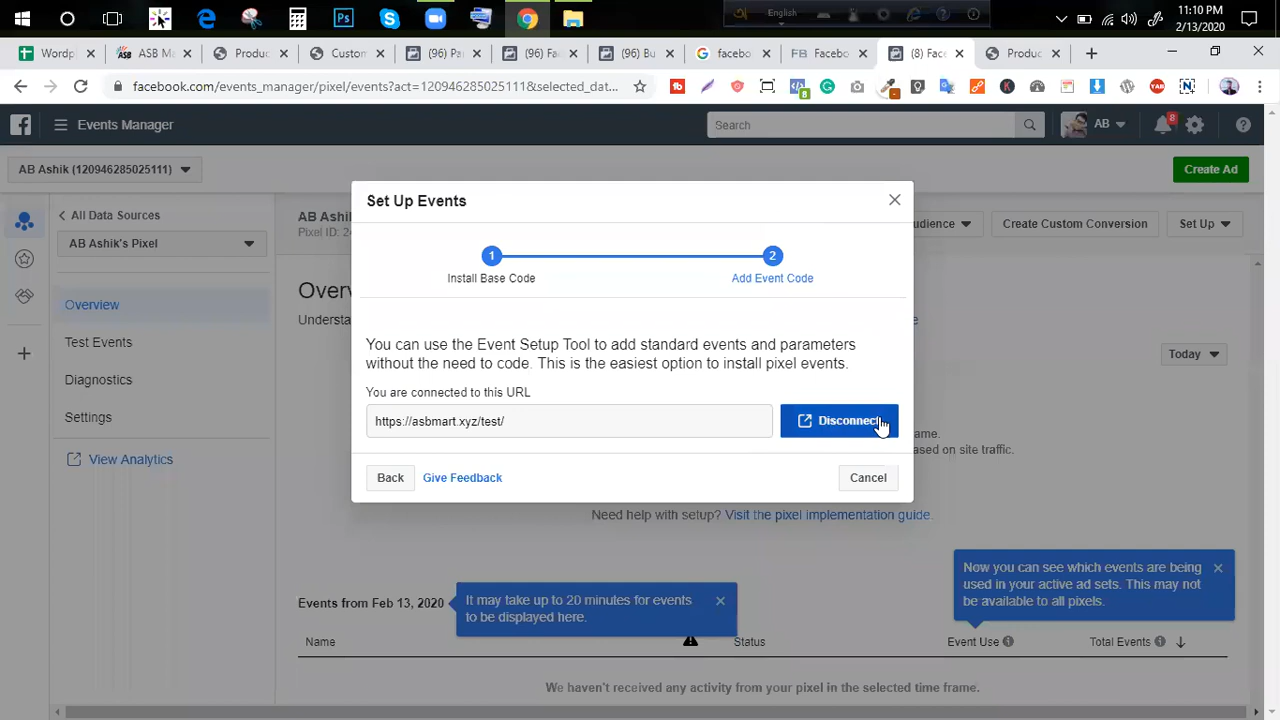 English
11:10 PM
2/13/2020
Wordp
ASB M
Produc
Custom
(96) Pa
(96) Fa
(96) Bu
facebo
Facebo
(8) Face
Produc
facebook.com/events_manager/pixel/events?ert=120946285025111&selected_dat...
Events Manager
Search
AB
8
AB Ashik (120946285025111)
Create Ad
All Data Sources
AB Ashik's Pixel
Overview
Test Events
Diagnostics
Settings
View Analytics
AB Ashik
Pixel ID: 2
Create Custom Conversion
Set Up
Today
Set Up Events
1
2
Install Base Code
Add Event Code
You can use the Event Setup Tool to add standard events and parameters
without the need to code. This is the easiest option to install pixel events.
You are connected to this URL
https://asbmart.xyz/test/
Disconnect
Back
Give Feedback
Cancel
ame.
ased on site traffic.
Need help with setup? Visit the pixel implementation guide.
Now you can see which events are being
used in your active ad sets. This may not
be available to all pixels.
Events from Feb 13, 2020
It may take up to 20 minutes for events
to be displayed here.
Name
Status
Event Use
Total Events
We haven't received any activity from your pixel in the selected time frame.